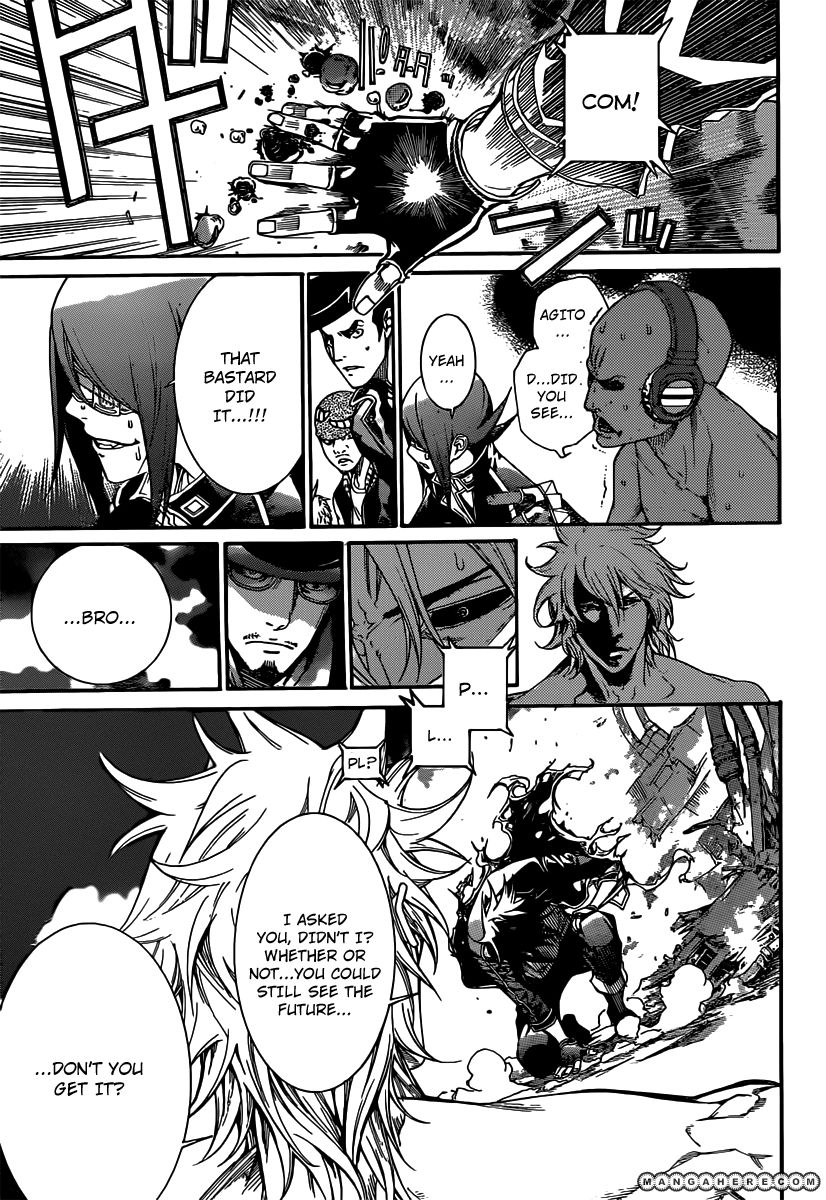 COM!
AGITO
...
D...DID
YOU
SEE...
YEAH
...
THAT
BASTARD
DID
IT...!!!
P...
L...
PL?
...BRO...
I ASKED
YOU, DIDN'T I?
WHETHER OR
NOT...YOU COULD
STILL SEE THE
FUTURE...
...DON'T YOU
GET IT?
MANGAHERE.COM